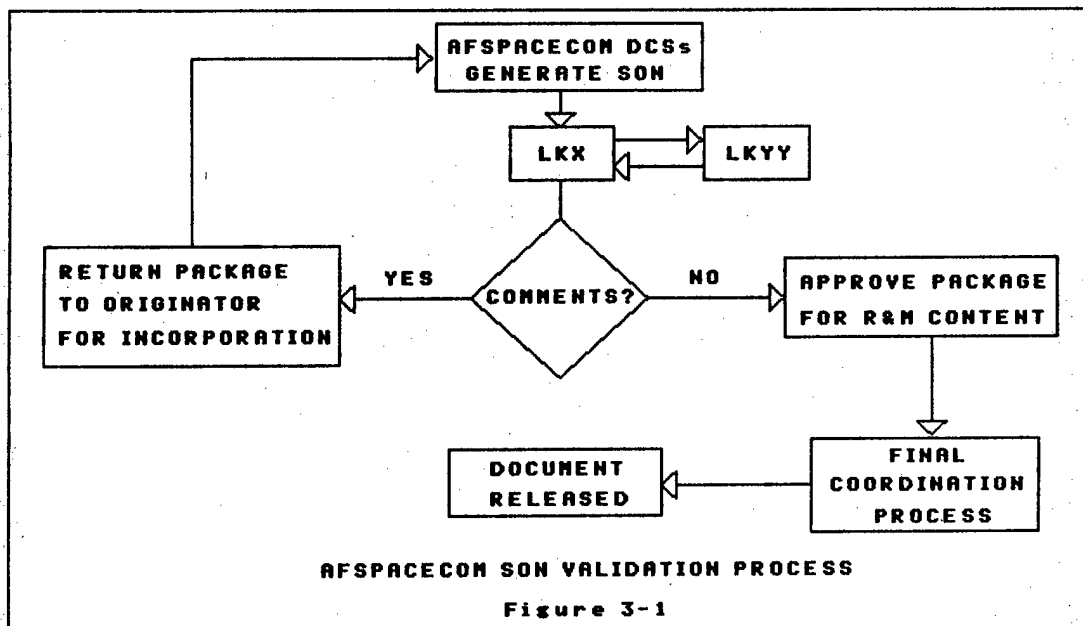 AFSPACECOM DCSs
GENERATE SON
LKX
LKYY
RETURN PACKAGE
TO ORIGINATOR
FOR INCORPORATION
YES
COMMENTS?
NO
APPROVE PACKAGE
FOR R&M CONTENT
DOCUMENT
RELEASED
FINAL
COORDINATION
PROCESS
AFSPACECOM SON VALIDATION PROCESS
Figure 3-1